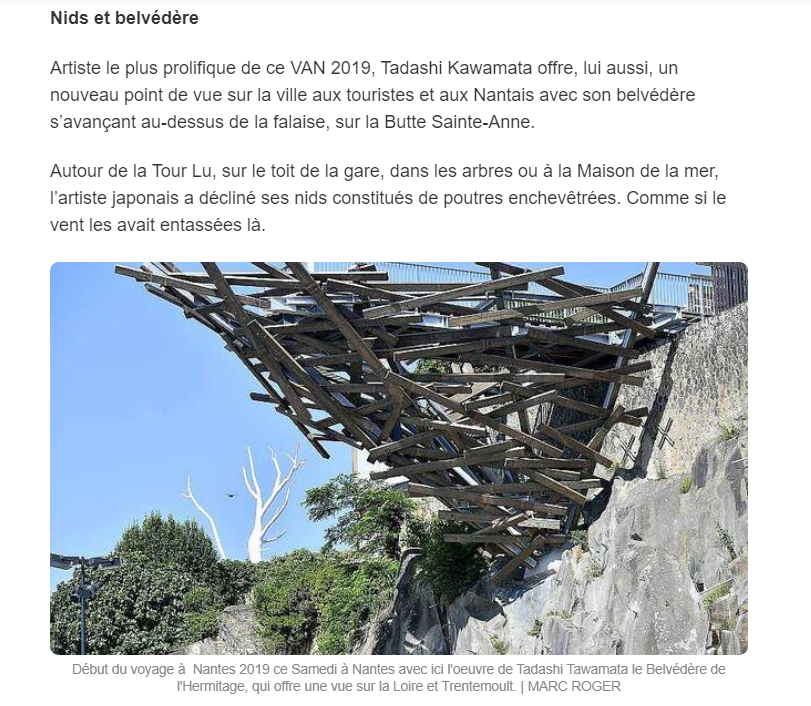 Nids et belvédère
Artiste le plus prolifique de ce VAN 2019, Tadashi Kawamata offre, lui aussi, un
nouveau point de vue sur la ville aux touristes et aux Nantais avec son belvédère
s’avançant au-dessus de la falaise, sur la Butte Sainte-Anne.
Autour de la Tour Lu, sur le toit de la gare, dans les arbres ou à la Maison de la mer,
l’artiste japonais a décliné ses nids constitués de poutres enchevêtrées. Comme si le
vent les avait entassées là.
Début du voyage à Nantes 2019 ce Samedi à Nantes avec ici l'oeuvre de Tadashi Tawamata le Belvédère de
l'Hermitage, qui offre une vue sur la Loire et Trentemoult. | MARC ROGER